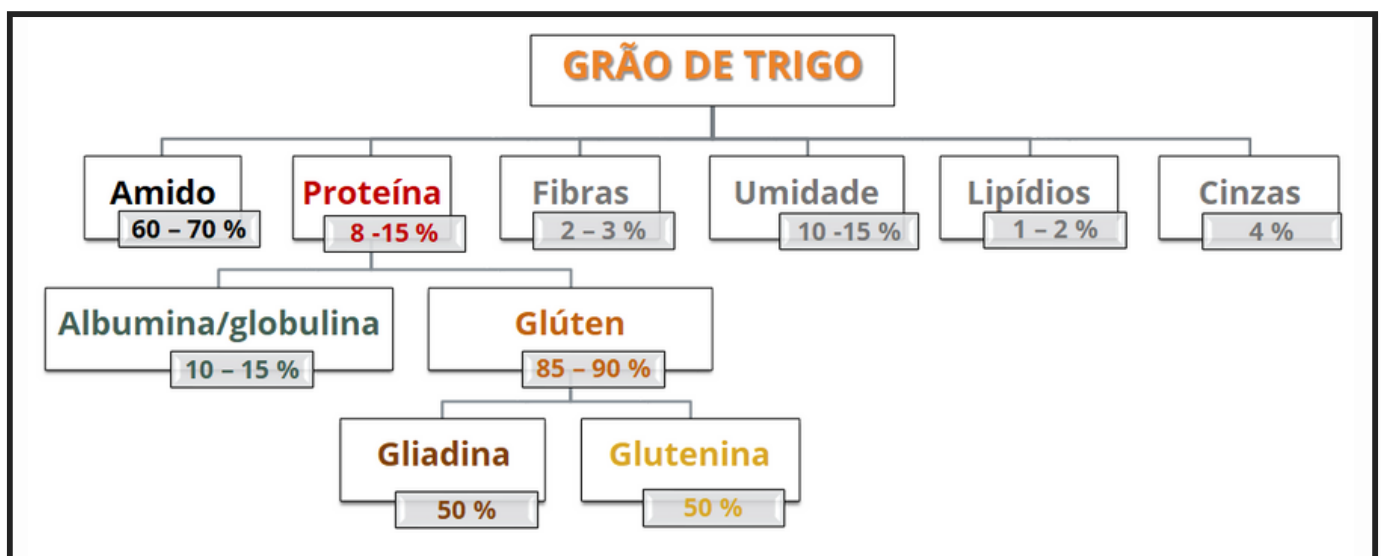 GRÃO DE TRIGO
Amido
60 – 70 %
Proteína
8 -15 %
Fibras
2 – 3 %
Umidade
10 -15 %
Lipídios
1 – 2 %
Cinzas
4 %
Albumina/globulina
10 – 15 %
Glúten
85 – 90 %
Gliadina
50 %
Glutenina
50 %